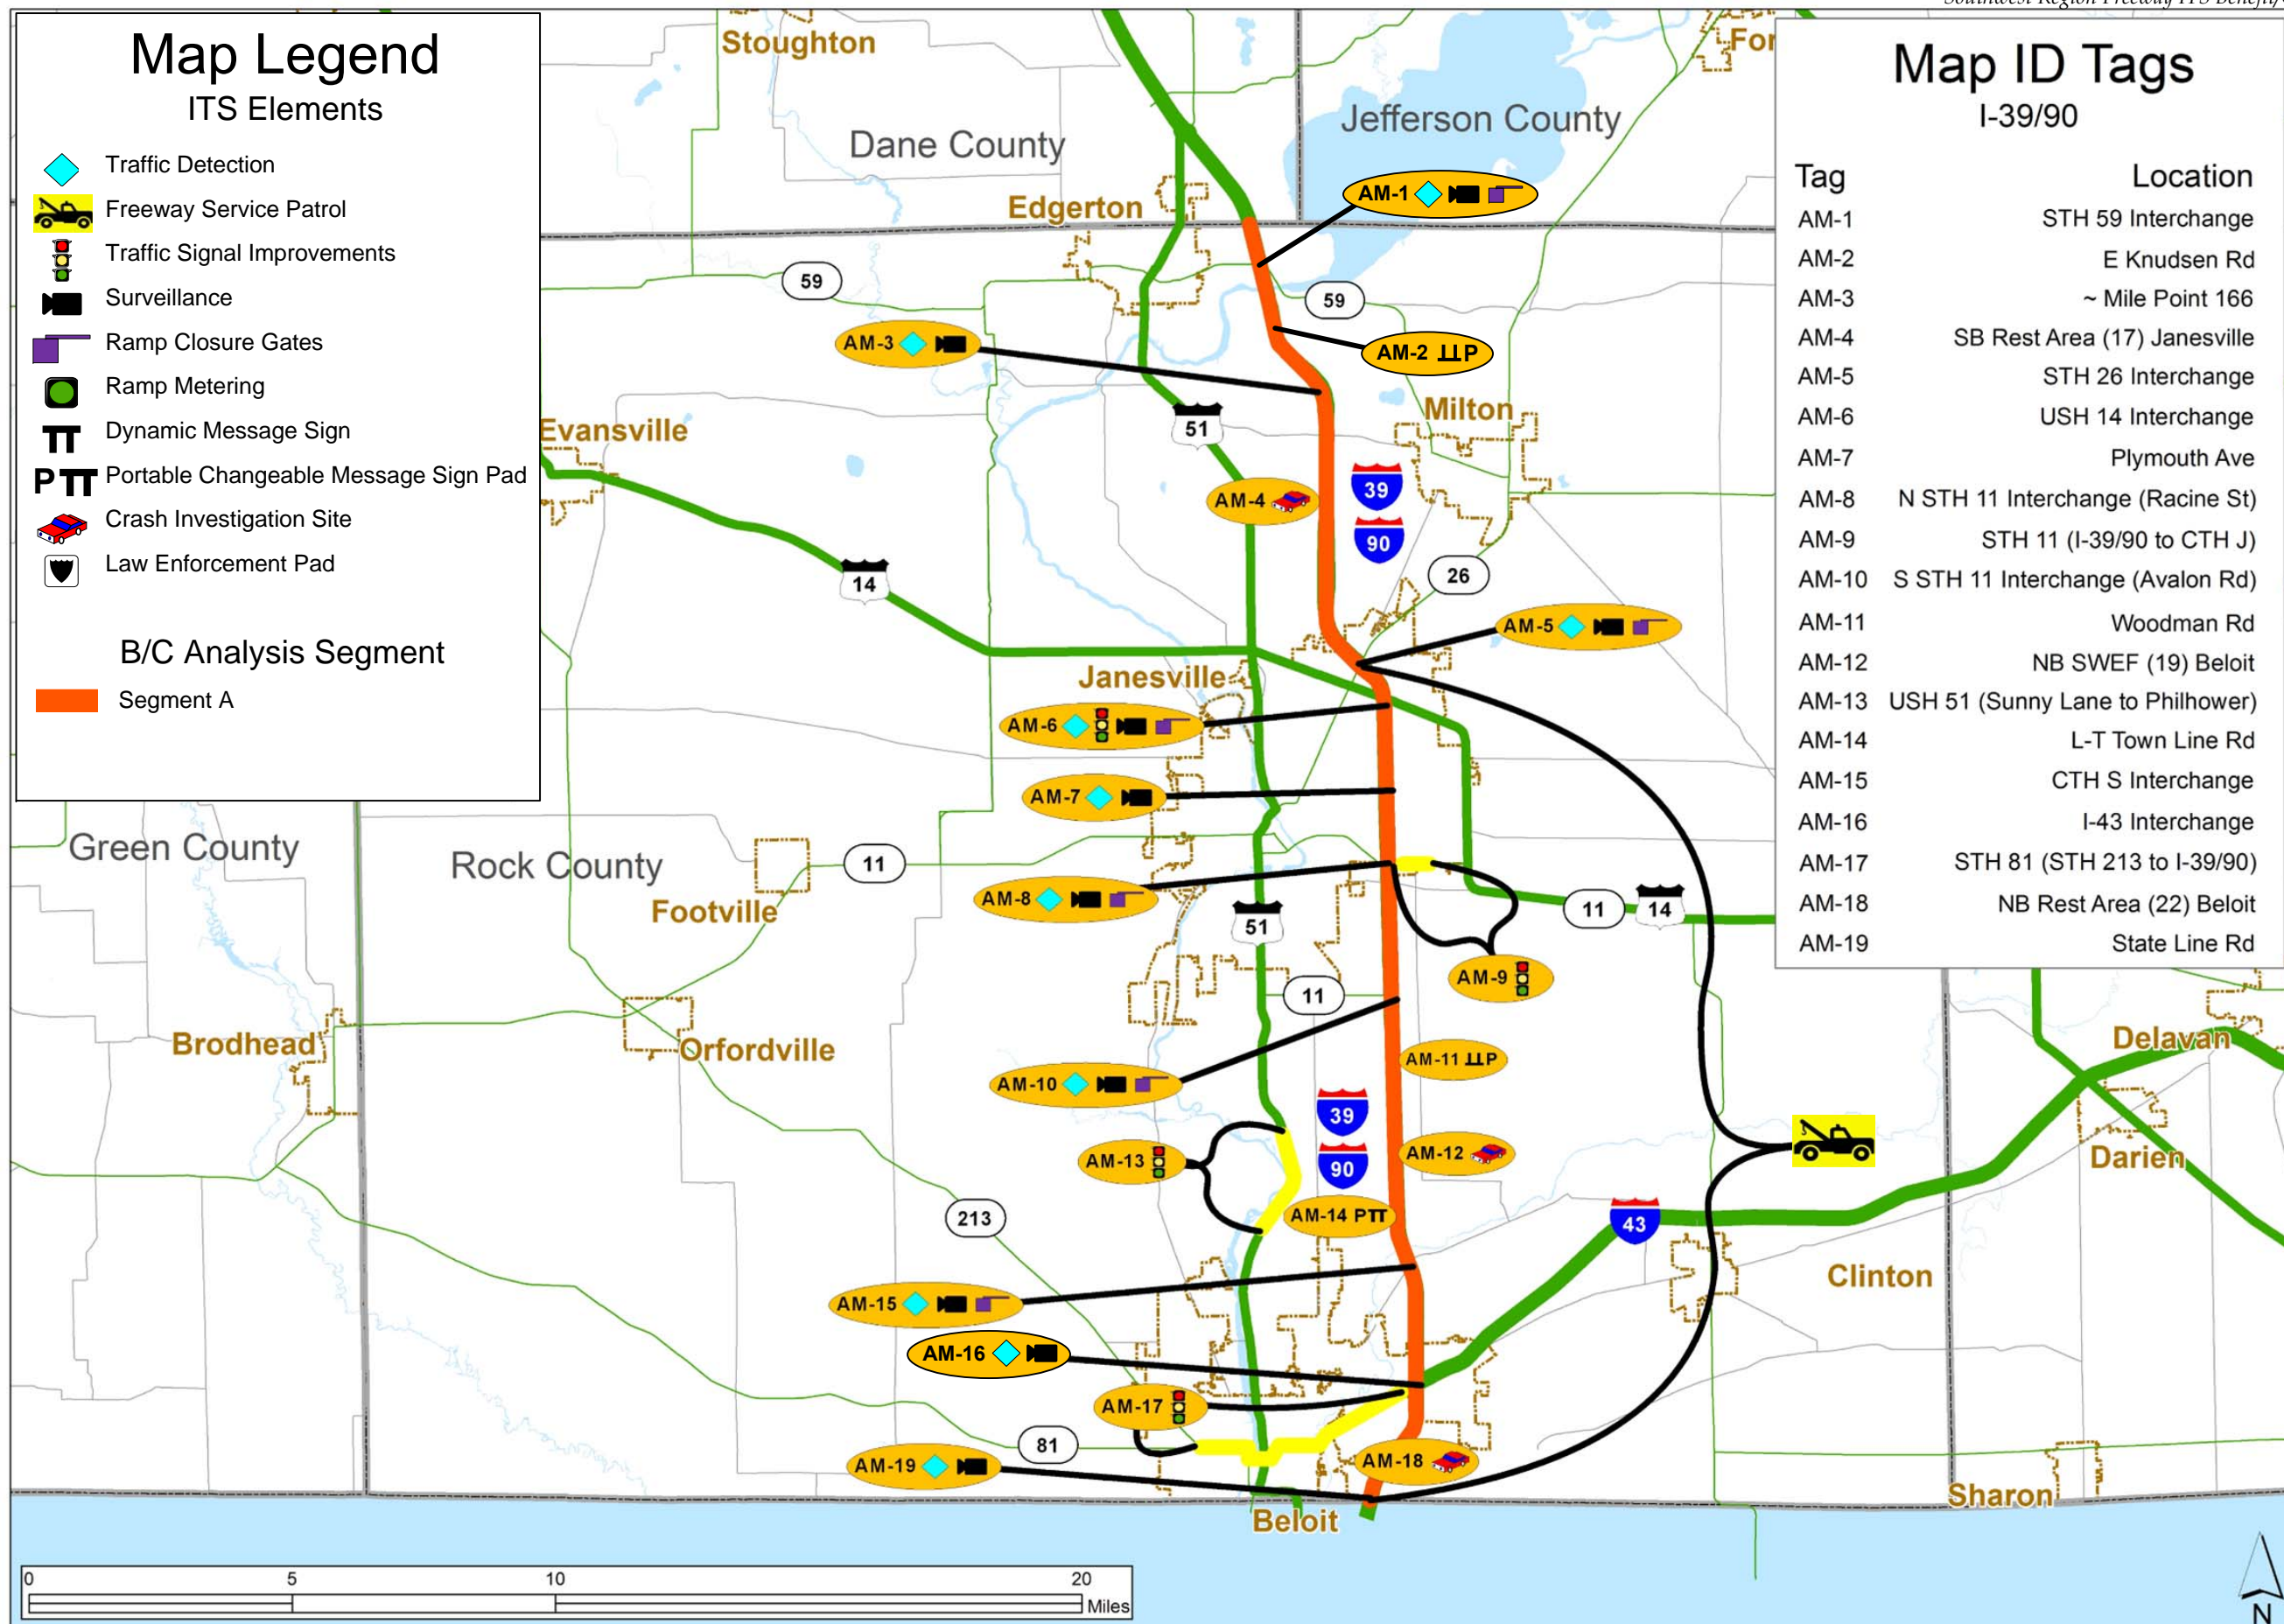 Southwest Region Freeway ITS Benefit/
Map Legend
ITS Elements
Traffic Detection
Freeway Service Patrol
Traffic Signal Improvements
Surveillance
Ramp Closure Gates
Ramp Metering
Dynamic Message Sign
P Portable Changeable Message Sign Pad
Crash Investigation Site
Law Enforcement Pad
B/C Analysis Segment
Segment A
Map ID Tags
I-39/90
Tag Location
AM-1 STH 59 Interchange
AM-2 E Knudsen Rd
AM-3 ~ Mile Point 166
AM-4 SB Rest Area (17) Janesville
AM-5 STH 26 Interchange
AM-6 USH 14 Interchange
AM-7 Plymouth Ave
AM-8 N STH 11 Interchange (Racine St)
AM-9 STH 11 (I-39/90 to CTH J)
AM-10 S STH 11 Interchange (Avalon Rd)
AM-11 Woodman Rd
AM-12 NB SWEF (19) Beloit
AM-13 USH 51 (Sunny Lane to Philhower)
AM-14 L-T Town Line Rd
AM-15 CTH S Interchange
AM-16 I-43 Interchange
AM-17 STH 81 (STH 213 to I-39/90)
AM-18 NB Rest Area (22) Beloit
AM-19 State Line Rd
Stoughton
For
Dane County
Jefferson County
AM-1
Edgerton
59
59
AM-3
AM-2 P
Milton
51
Evansville
39
AM-4
90
26
14
AM-5
Janesville
AM-6
AM-7
Green County
Rock County
11
AM-8
Footville
11
14
51
AM-9
11
Brodhead
Orfordville
Delavan
AM-11 P
AM-10
39
AM-13
90
AM-12
Darien
213
AM-14 P
43
Clinton
AM-15
AM-16
AM-17
81
AM-19
AM-18
Sharon
Beloit
0 5 10 20
Miles
N